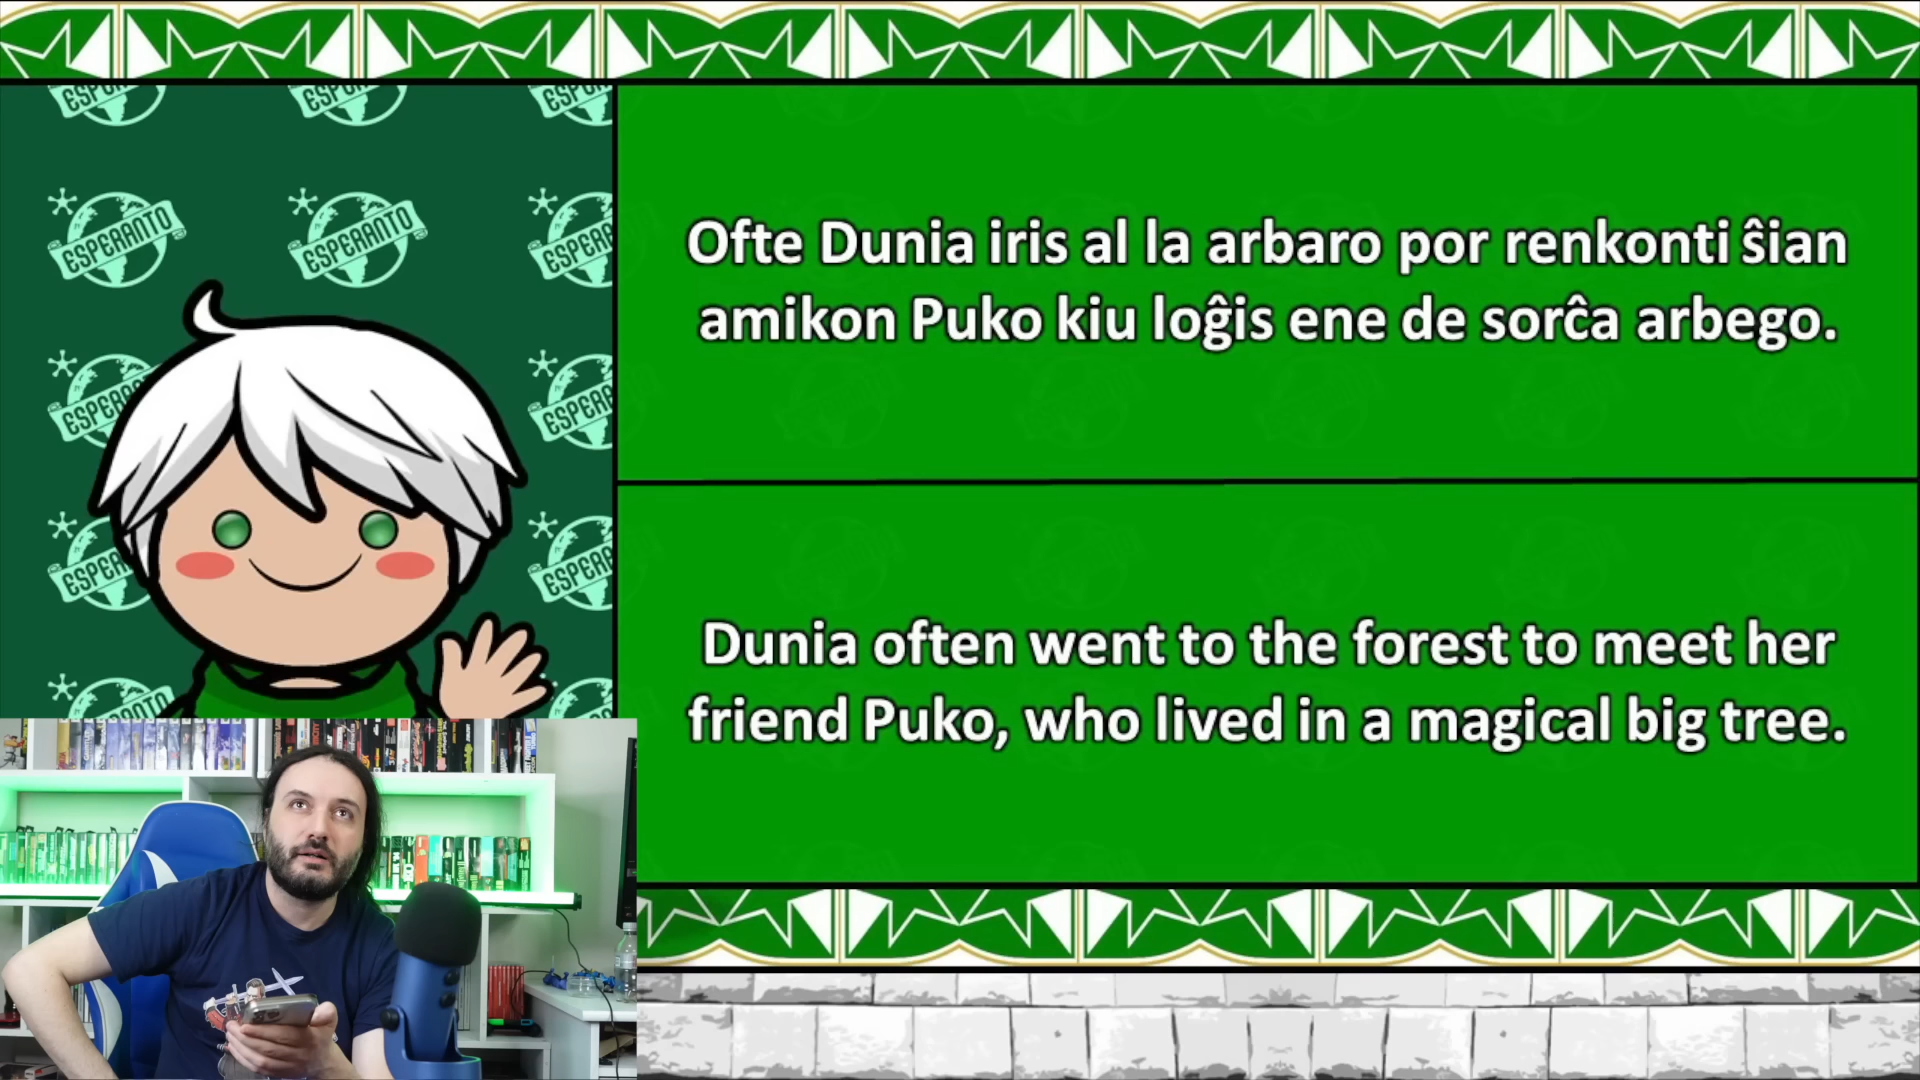 ESPERANTO
ESPERANTO
Ofte Dunia iris al la arbaro por renkonti ŝian
amikon Puko kiu loĝis ene de sorĉa arbego.
Dunia often went to the forest to meet her
friend Puko, who lived in a magical big tree.